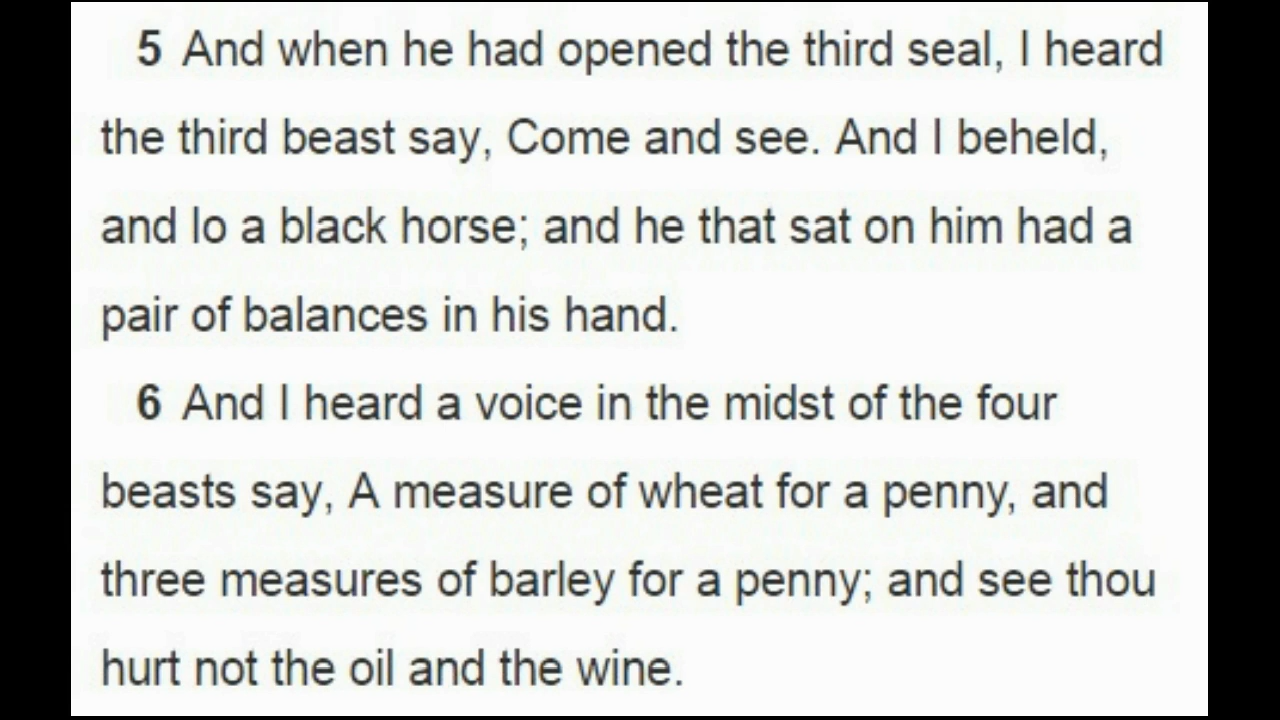 5 And when he had opened the third seal, I heard
the third beast say, Come and see. And I beheld,
and lo a black horse; and he that sat on him had a
pair of balances in his hand.
6 And I heard a voice in the midst of the four
beasts say, A measure of wheat for a penny, and
three measures of barley for a penny; and see thou
hurt not the oil and the wine.